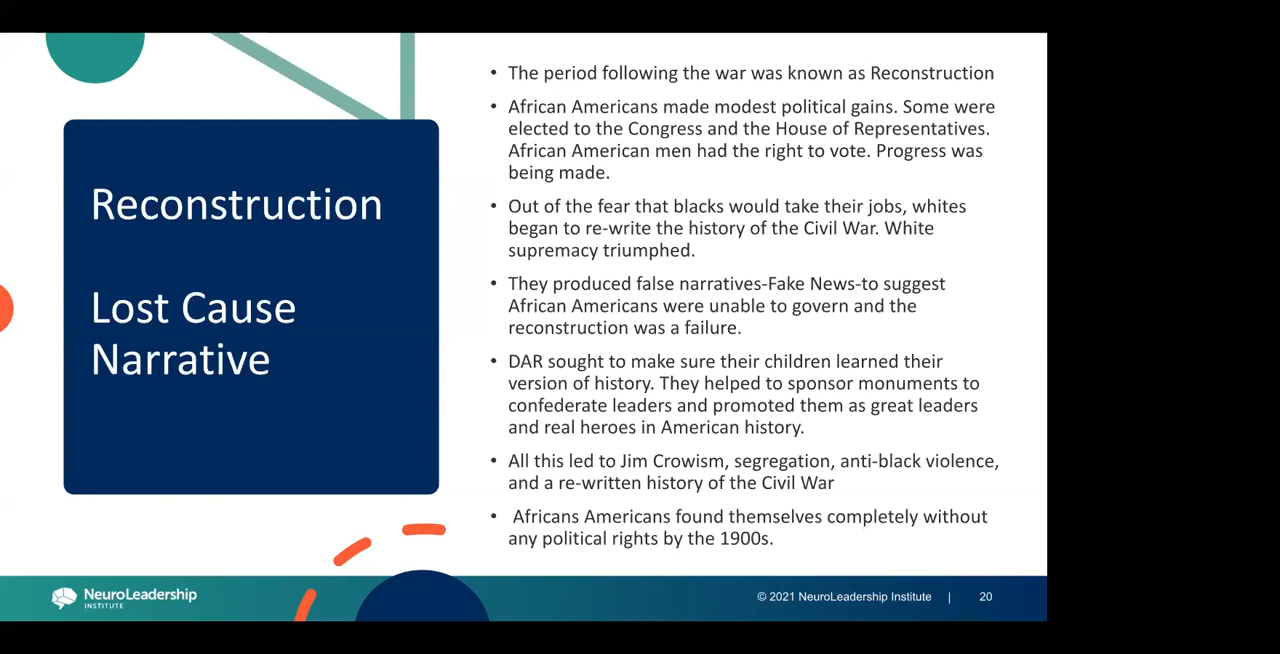 Reconstruction
Lost Cause
Narrative
• The period following the war was known as Reconstruction
• African Americans made modest political gains. Some were
elected to the Congress and the House of Representatives.
African American men had the right to vote. Progress was
being made.
• Out of the fear that blacks would take their jobs, whites
began to re-write the history of the Civil War. White
supremacy triumphed.
• They produced false narratives-Fake News-to suggest
African Americans were unable to govern and the
reconstruction was a failure.
• DAR sought to make sure their children learned their
version of history. They helped to sponsor monuments to
confederate leaders and promoted them as great leaders
and real heroes in American history.
• All this led to Jim Crowism, segregation, anti-black violence,
and a re-written history of the Civil War
• Africans Americans found themselves completely without
any political rights by the 1900s.
NeuroLeadership
INSTITUTE
© 2021 NeuroLeadership Institute | 20